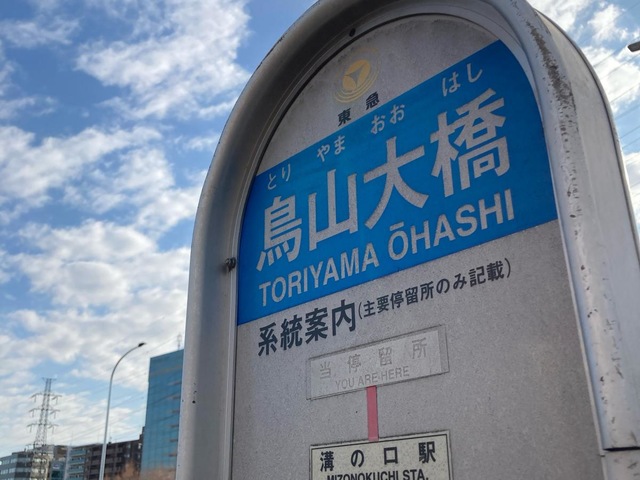 東急
とり やま おお はし
鳥山大橋
TORIYAMA ŌHASHI
系統案内(主要停留所のみ記載)
当停留所
YOU ARE HERE
溝の口駅
MIZONOKUCHI STA.